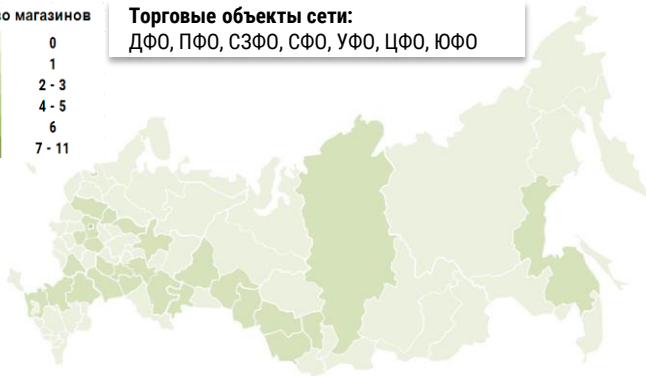 во магазинов
0
1
2 - 3
4 - 5
6
7 - 11
Торговые объекты сети:
ДФО, ПФО, СЗФО, СФО, УФО, ЦФО, ЮФО